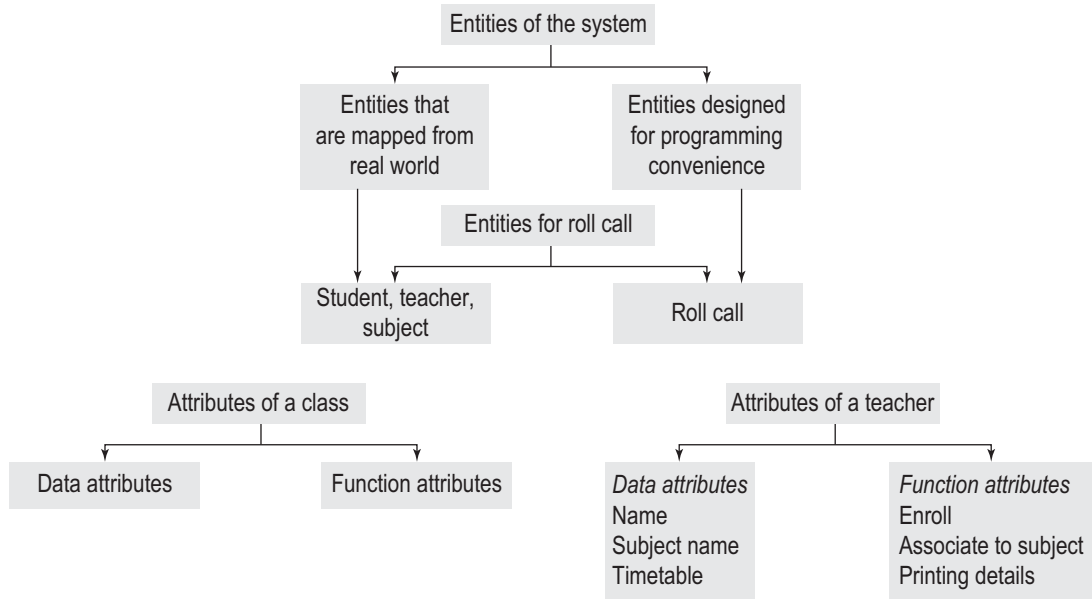 Entities of the system
Entities that
are mapped from
real world
Entities designed
for programming
convenience
Entities for roll call
Student, teacher,
subject
Roll call
Attributes of a class
Data attributes
Function attributes
Attributes of a teacher
Data attributes
Name
Subject name
Timetable
Function attributes
Enroll
Associate to subject
Printing details